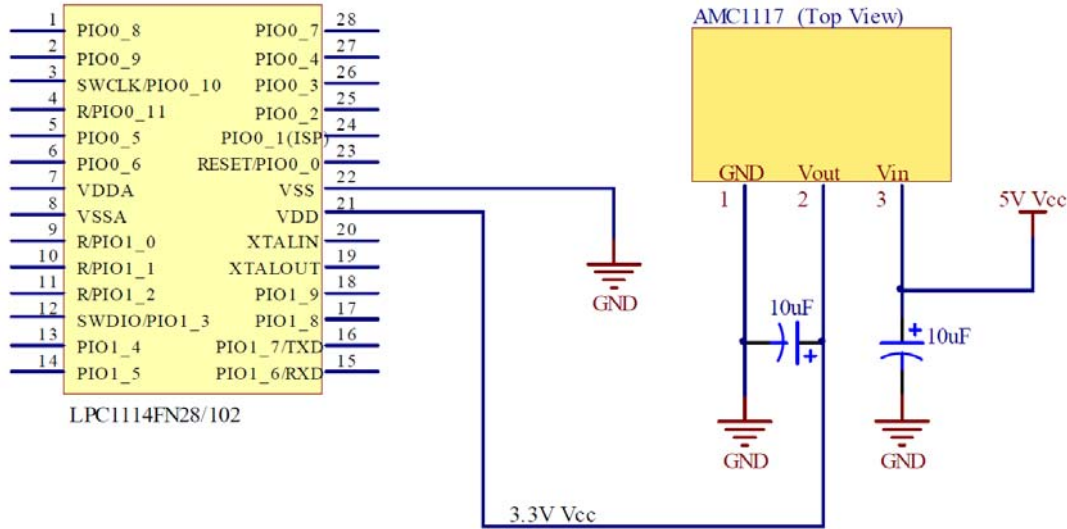 1 PIO0_8 PIO0_7 28
2 PIO0_9 PIO0_4 27
3 SWCLK/PIO0_10 PIO0_3 26
4 R/PIO0_11 PIO0_2 25
5 PIO0_5 PIO0_1(ISP) 24
6 PIO0_6 RESET/PIO0_0 23
7 VDDA VSS 22
8 VSSA VDD 21
9 R/PIO1_0 XTALIN 20
10 R/PIO1_1 XTALOUT 19
11 R/PIO1_2 PIO1_9 18
12 SWDIO/PIO1_3 PIO1_8 17
13 PIO1_4 PIO1_7/TXD 16
14 PIO1_5 PIO1_6/RXD 15
LPC1114FN28/102
GND
3.3V Vcc
AMC1117 (Top View)
GND Vout Vin
1 2 3
5V Vcc
10uF
+
+
10uF
GND
GND